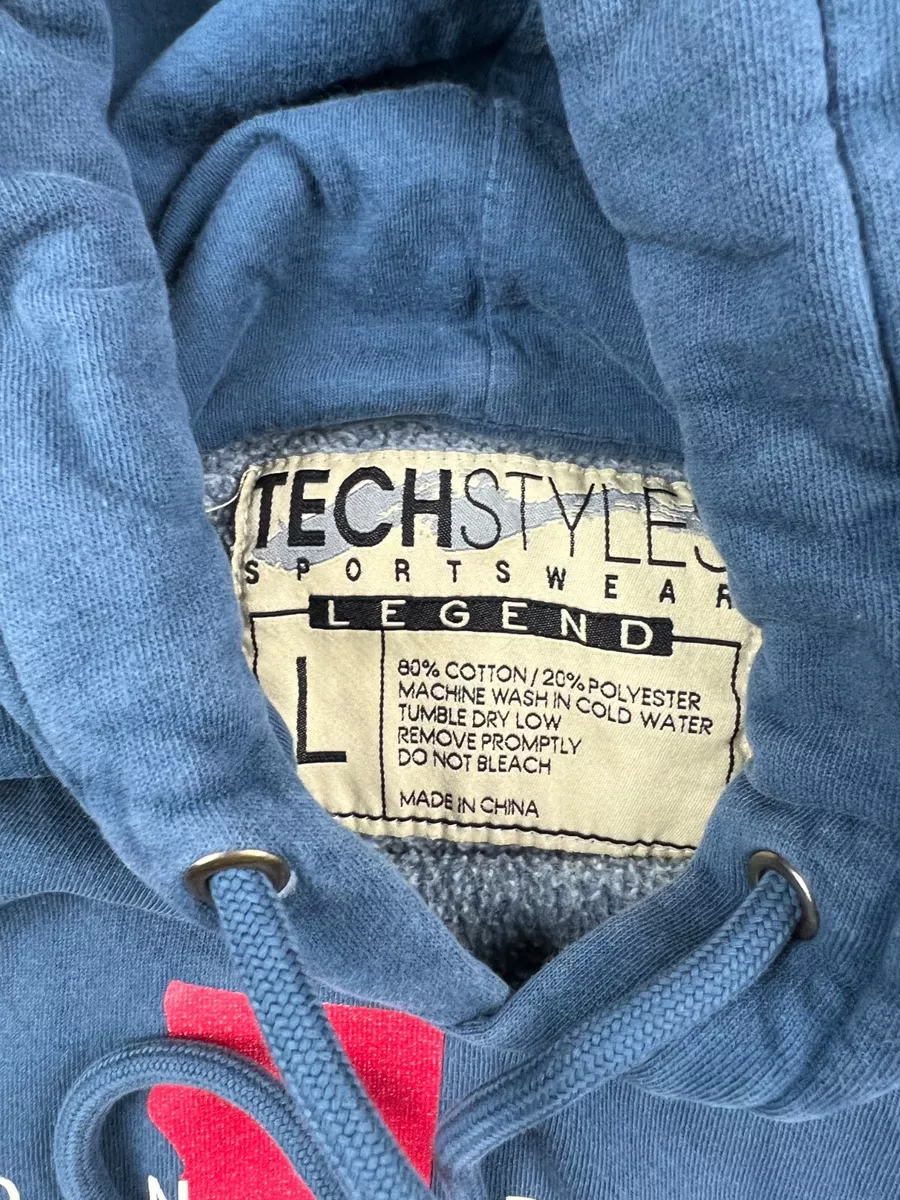 TECHSTYLES
SPORTSWEAR
LEGEND
L
80% COTTON / 20% POLYESTER
MACHINE WASH IN COLD WATER
TUMBLE DRY LOW
REMOVE PROMPTLY
DO NOT BLEACH
MADE IN CHINA